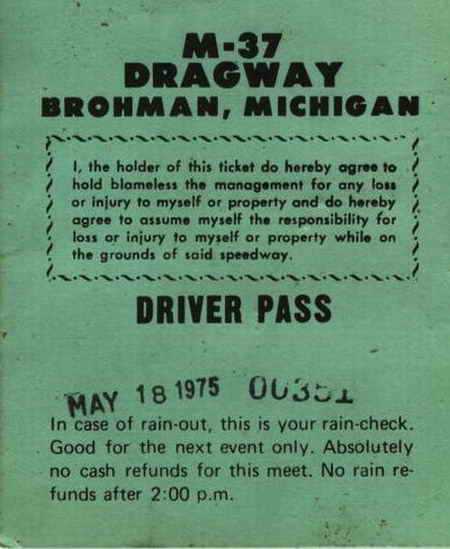 M-37
DRAGWAY
BROHMAN, MICHIGAN
I, the holder of this ticket do hereby agree to
hold blameless the management for any loss
or injury to myself or property and do hereby
agree to assume myself the responsibility for
loss or injury to myself or property while on
the grounds of said speedway.
DRIVER PASS
MAY 18 1975 00351
In case of rain-out, this is your rain-check.
Good for the next event only. Absolutely
no cash refunds for this meet. No rain re-
funds after 2:00 p.m.